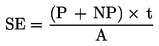 SE = (P + NP) × t / A